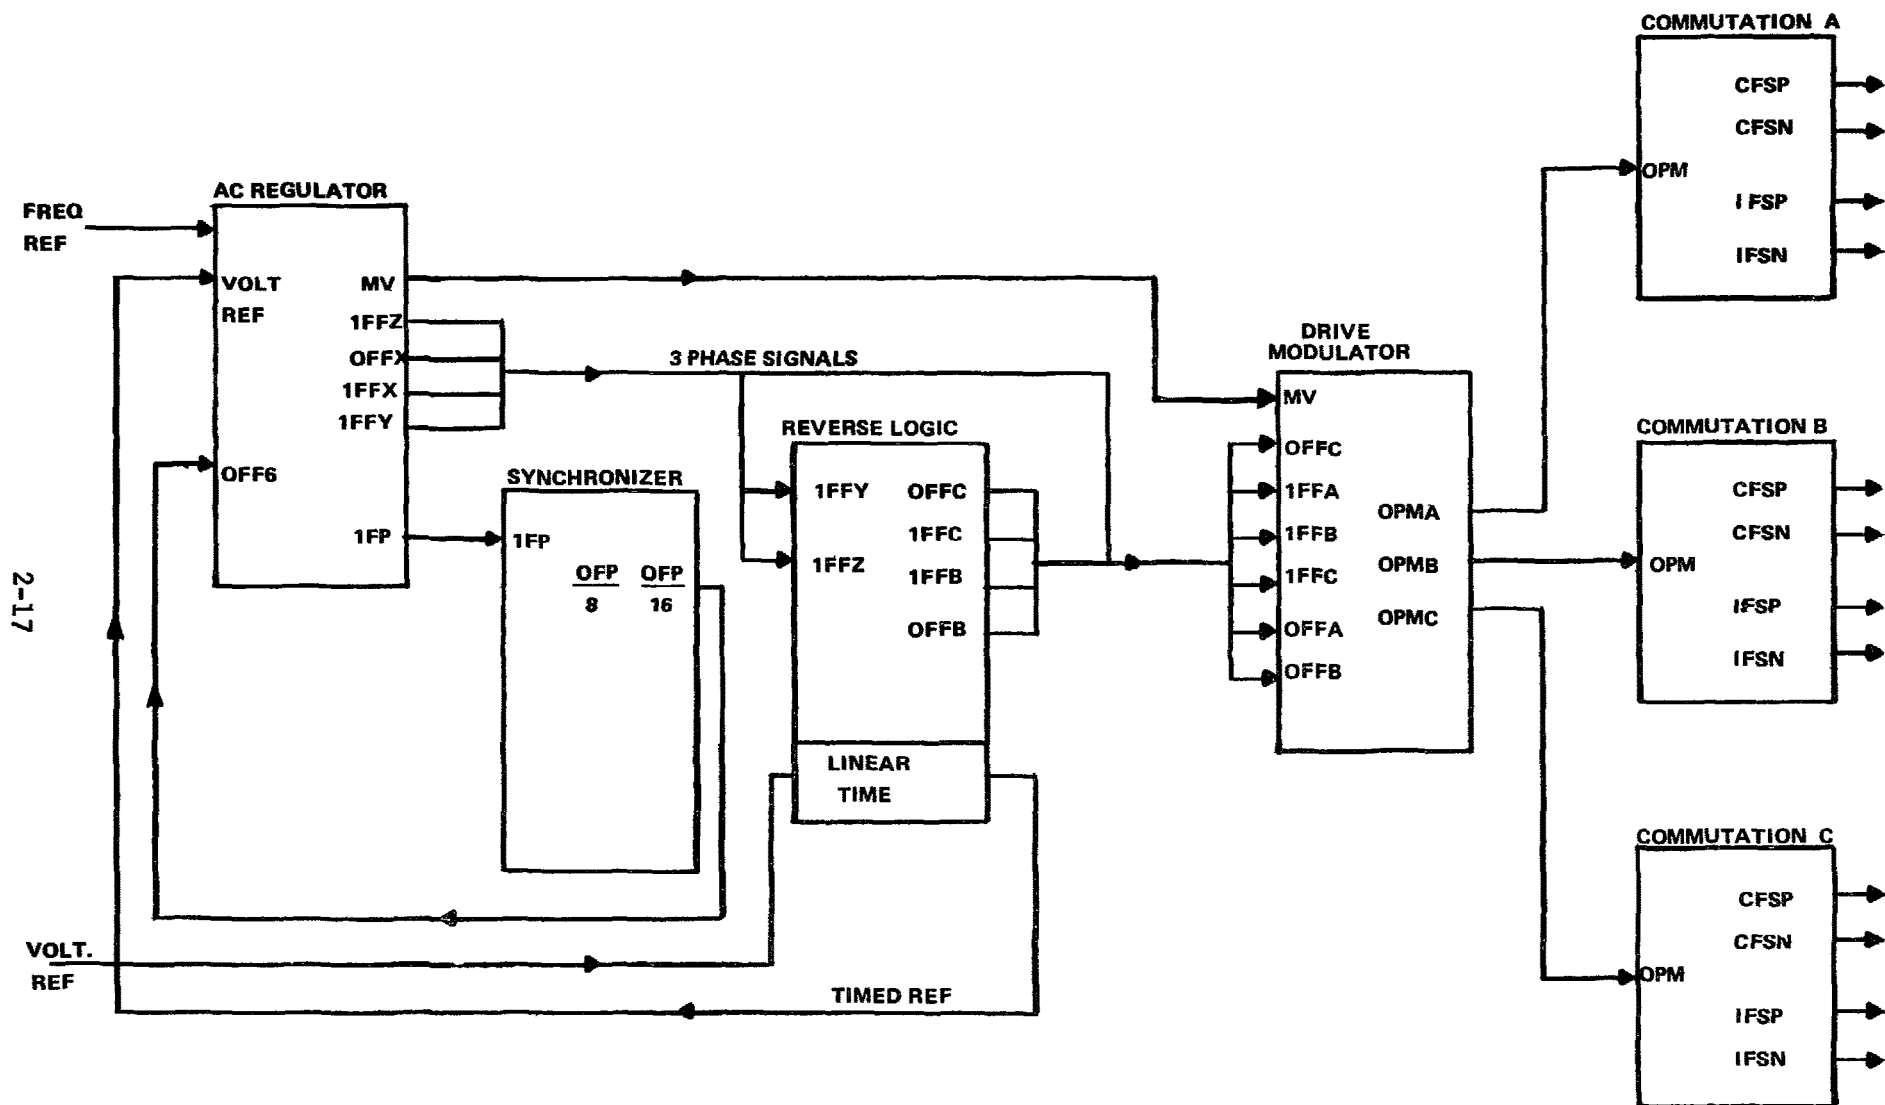 COMMUTATION A
CFSP
CFSN
OPM
IFSP
IFSN
AC REGULATOR
FREQ
REF
VOLT
REF
MV
1FFZ
OFFX
1FFX
1FFY
OFF6
1FP
3 PHASE SIGNALS
SYNCHRONIZER
1FP
OFP
8
OFP
16
REVERSE LOGIC
1FFY
1FFZ
OFFC
1FFC
1FFB
OFFB
LINEAR
TIME
DRIVE
MODULATOR
MV
OFFC
1FFA
1FFB
1FFC
OFFA
OFFB
OPMA
OPMB
OPMC
COMMUTATION B
CFSP
CFSN
OPM
IFSP
IFSN
COMMUTATION C
CFSP
CFSN
OPM
IFSP
IFSN
VOLT.
REF
TIMED REF
2-17